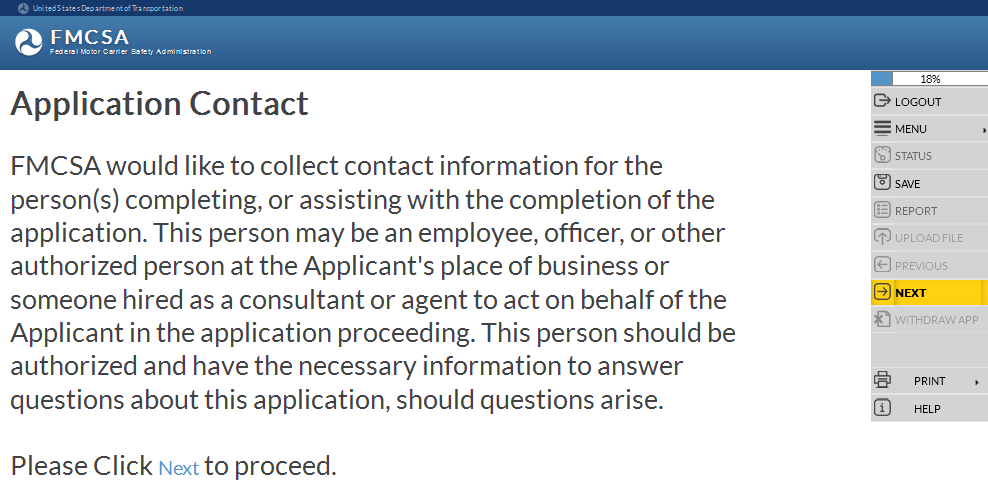 United States Department of Transportation
FMCSA
Federal Motor Carrier Safety Administration
18%
Application Contact
LOGOUT
MENU
STATUS
SAVE
REPORT
UPLOAD FILE
PREVIOUS
NEXT
WITHDRAW APP
PRINT
HELP
FMCSA would like to collect contact information for the
person(s) completing, or assisting with the completion of the
application. This person may be an employee, officer, or other
authorized person at the Applicant's place of business or
someone hired as a consultant or agent to act on behalf of the
Applicant in the application proceeding. This person should be
authorized and have the necessary information to answer
questions about this application, should questions arise.
Please Click Next to proceed.